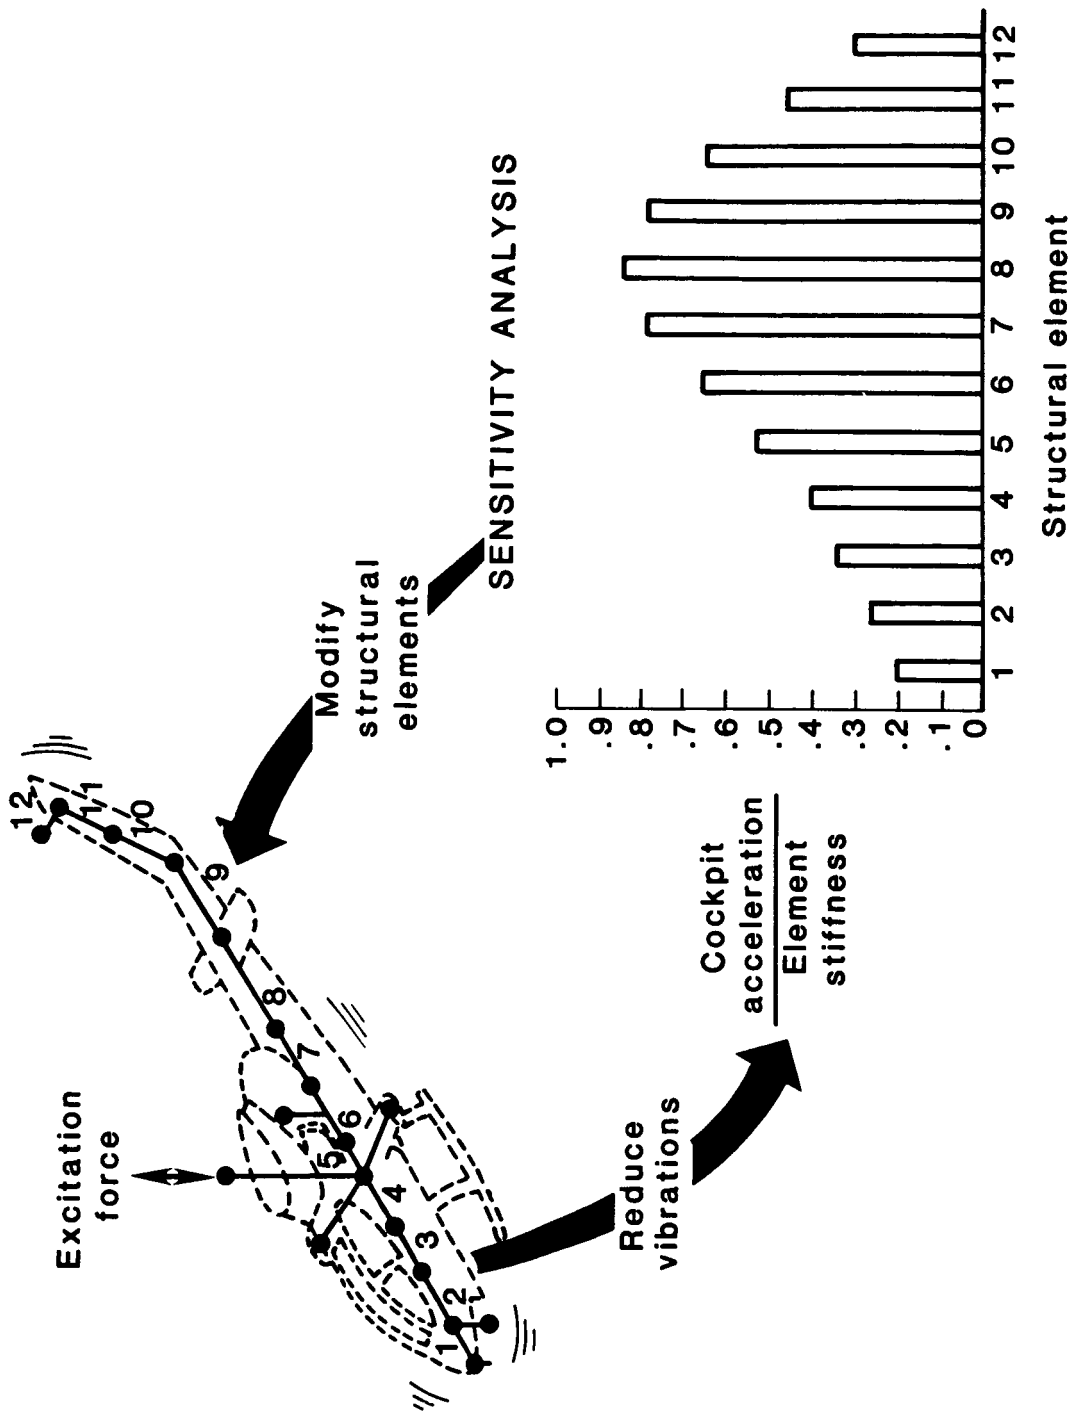 Excitation
force
1
2
3
4
5
6
7
8
9
10
11
12
Modify
structural
elements
SENSITIVITY ANALYSIS
Reduce
vibrations
Cockpit
acceleration
Element
stiffness
1.0
.9
.8
.7
.6
.5
.4
.3
.2
.1
0
1 2 3 4 5 6 7 8 9 10 11 12
Structural element